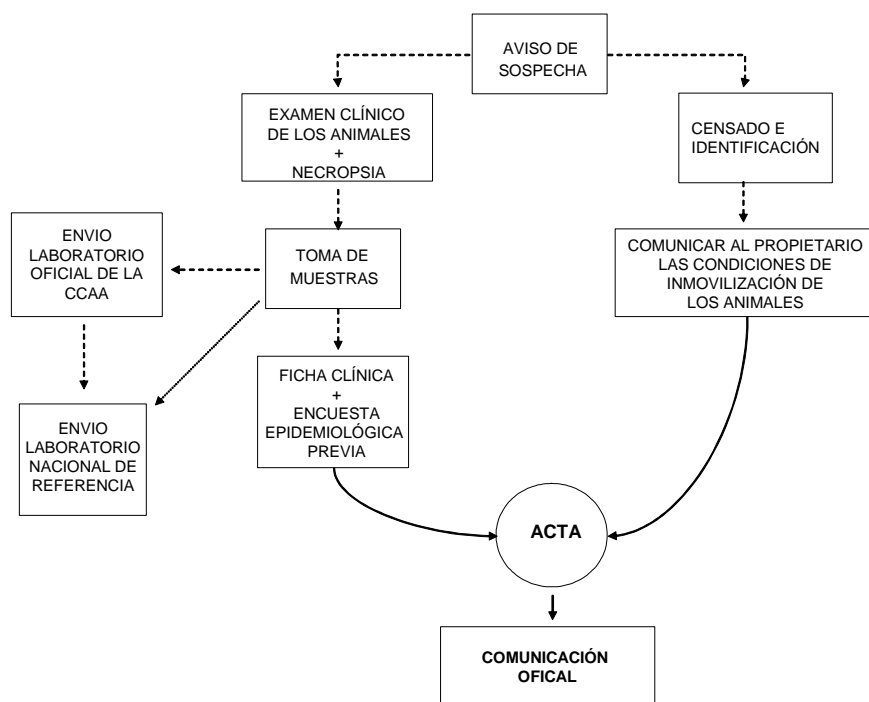 AVISO DE
SOSPECHA
EXAMEN CLÍNICO
DE LOS ANIMALES
+
NECROPSIA
CENSADO E
IDENTIFICACIÓN
ENVIO
LABORATORIO
OFICIAL DE LA
CCAA
TOMA DE
MUESTRAS
COMUNICAR AL PROPIETARIO
LAS CONDICIONES DE
INMOVILIZACIÓN DE
LOS ANIMALES
FICHA CLÍNICA
+
ENCUESTA
EPIDEMIOLÓGICA
PREVIA
ENVIO
LABORATORIO
NACIONAL DE
REFERENCIA
ACTA
COMUNICACIÓN
OFICAL